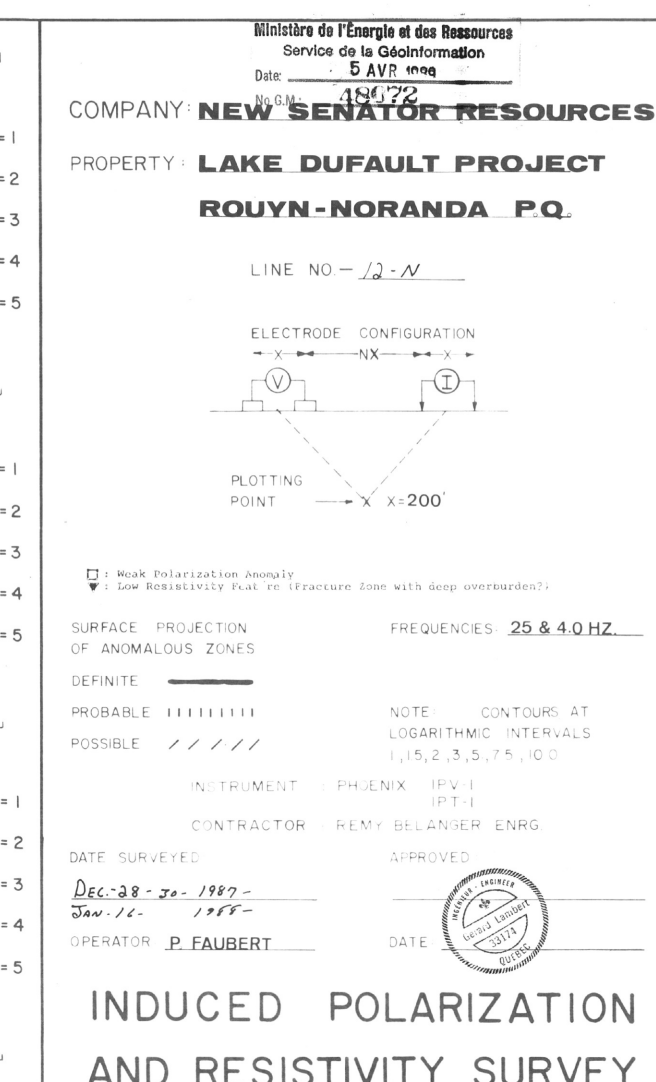 Ministère de l'Énergie et des Ressources
Service de la Géoinformation
Date: 5 AVR
No G.M.: 48072
COMPANY: NEW SENATOR RESOURCES
PROPERTY: LAKE DUFAULT PROJECT
ROUYN-NORANDA P.Q.
LINE NO.- 12-N
ELECTRODE CONFIGURATION
X NX X
V I
PLOTTING
POINT X X=200'
: Weak Polarization Anomaly
: Low Resistivity Feat re (Fracture Zone with deep overburden?)
SURFACE PROJECTION FREQUENCIES: 25 & 4.0 HZ.
OF ANOMALOUS ZONES
DEFINITE
PROBABLE NOTE: CONTOURS AT
LOGARITHMIC INTERVALS
POSSIBLE 1,1.5,2,3,5,7.5,10.0
INSTRUMENT : PHOENIX IPV-1
IPT-1
CONTRACTOR : REMY BELANGER ENRG.
DATE SURVEYED APPROVED
DEC.-28-30-1987-
JAN.-16- 1988-
OPERATOR P. FAUBERT DATE
INGÉNIEUR - ENGINEER
Gerard Lambert
33174
QUEBEC
INDUCED POLARIZATION
AND RESISTIVITY SURVEY
= 1
= 2
= 3
= 4
= 5
= 1
= 2
= 3
= 4
= 5
= 1
= 2
= 3
= 4
= 5